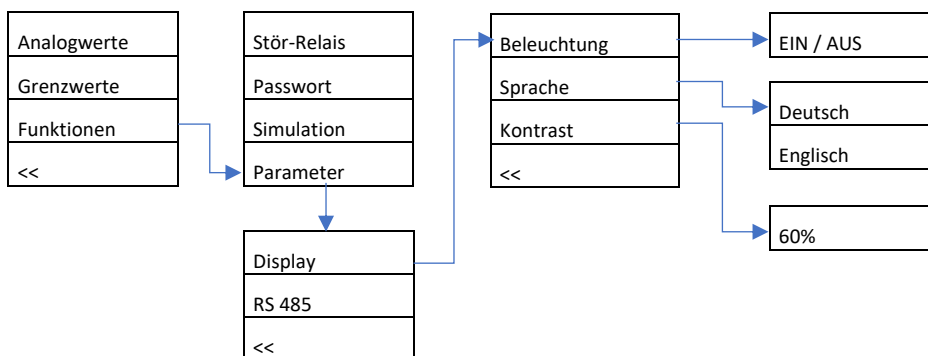 Analogwerte
Grenzwerte
Funktionen
<<
Stör-Relais
Passwort
Simulation
Parameter
Display
RS 485
<<
Beleuchtung
Sprache
Kontrast
<<
EIN / AUS
Deutsch
Englisch
60%